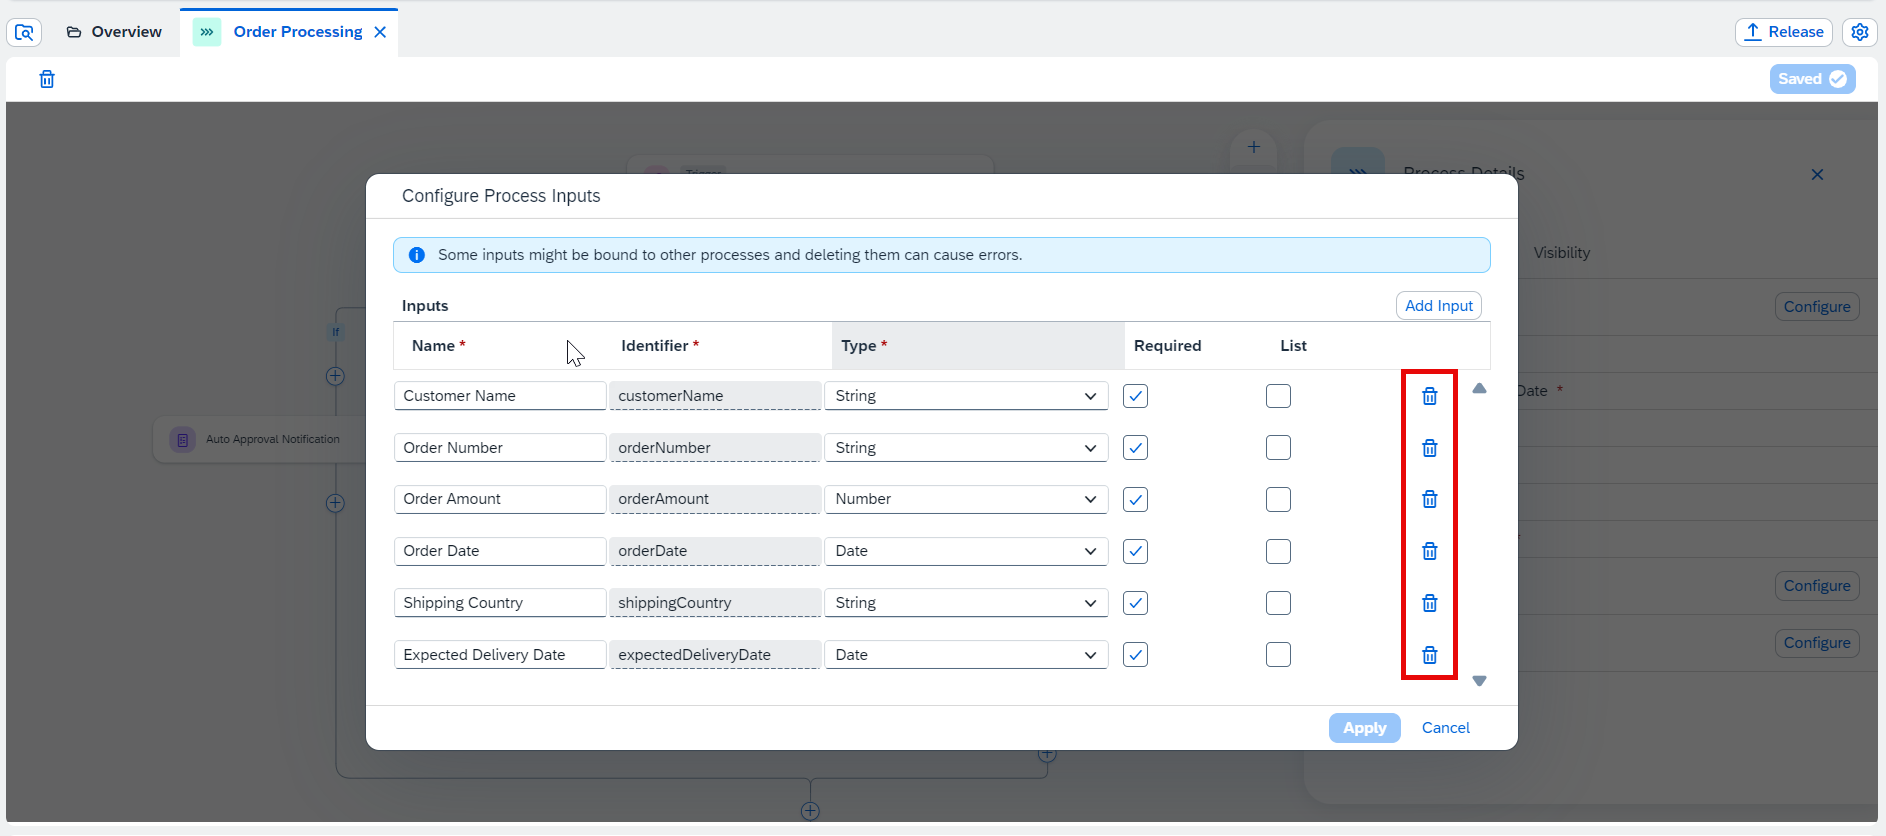 Overview
Order Processing
Release
Saved
Trigger
Process Details
Configure Process Inputs
Visibility
Some inputs might be bound to other processes and deleting them can cause errors.
Inputs
Add Input
Configure
If
Name *
Identifier *
Type *
Required
List
Customer Name
customerName
String
Date *
Auto Approval Notification
Order Number
orderNumber
String
Order Amount
orderAmount
Number
Order Date
orderDate
Date
Configure
Shipping Country
shippingCountry
String
Configure
Expected Delivery Date
expectedDeliveryDate
Date
Apply
Cancel